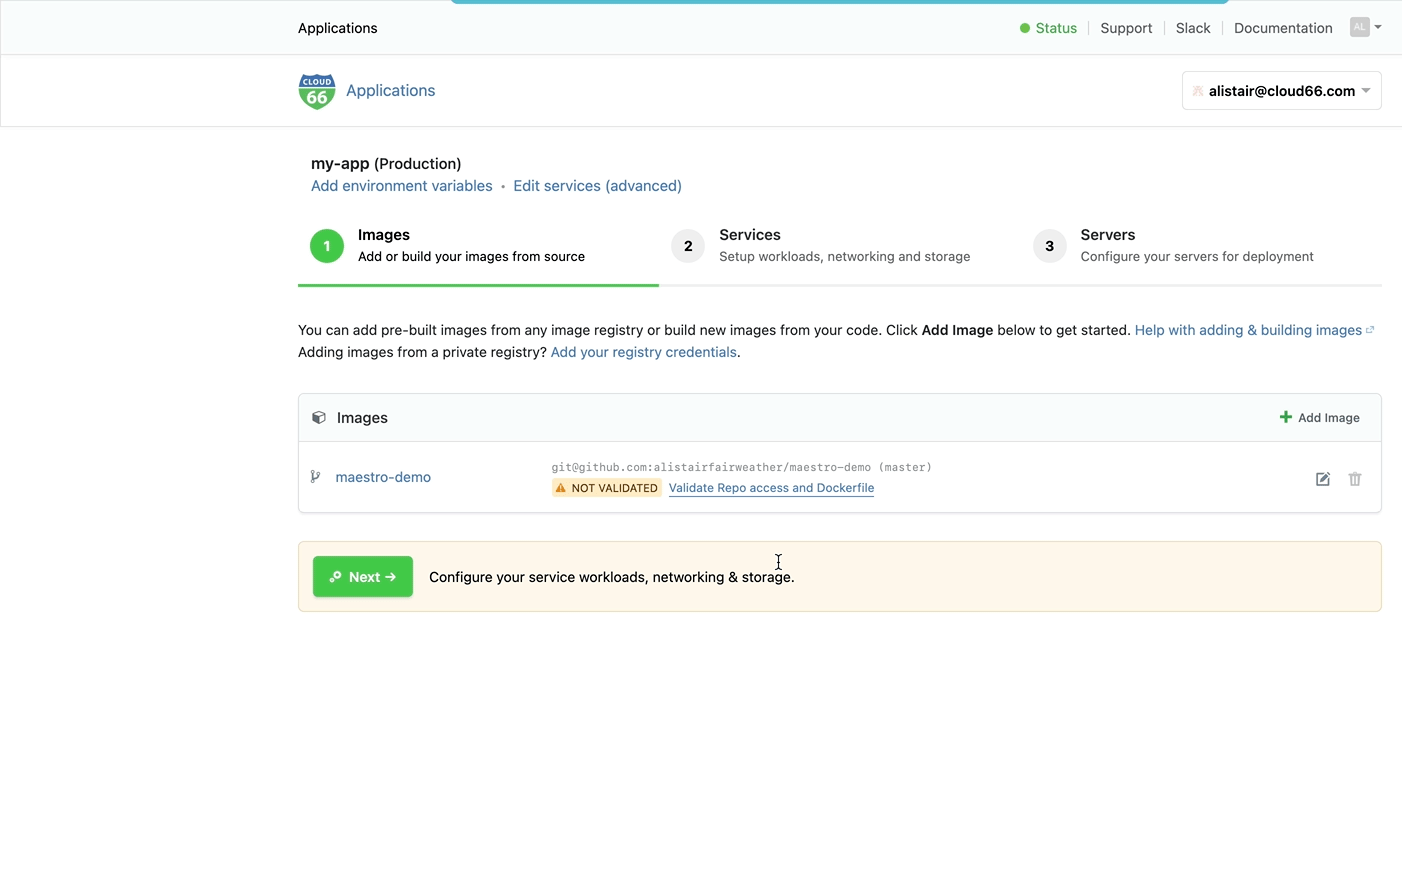 Applications
Status
Support
Slack
Documentation
AL
CLOUD
66
Applications
alistair@cloud66.com
my-app (Production)
Add environment variables • Edit services (advanced)
1
Images
Add or build your images from source
2
Services
Setup workloads, networking and storage
3
Servers
Configure your servers for deployment
You can add pre-built images from any image registry or build new images from your code. Click Add Image below to get started. Help with adding & building images
Adding images from a private registry? Add your registry credentials.
Images
Add Image
maestro-demo
git@github.com:alistairfairweather/maestro-demo (master)
NOT VALIDATED
Validate Repo access and Dockerfile
Next →
Configure your service workloads, networking & storage.